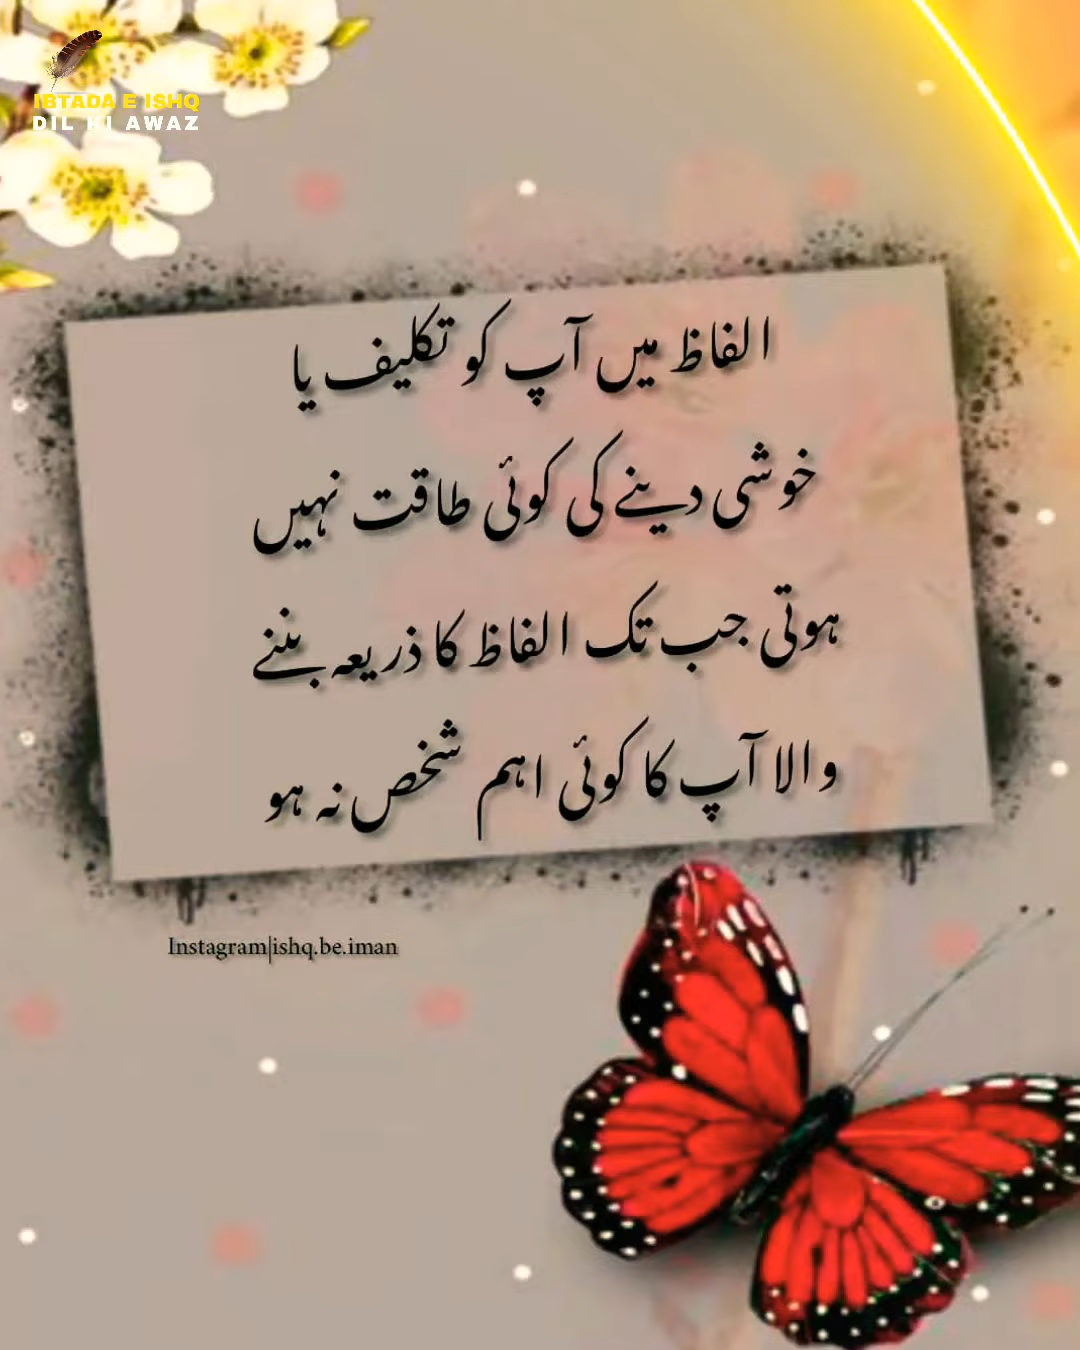 IBTADA E ISHQ
DIL KI AWAZ
الفاظ میں آپ کو تکلیف یا
خوشی دینے کی کوئی طاقت نہیں
ہوتی جب تک الفاظ کا ذریعہ بننے
والا آپ کا کوئی اہم شخص نہ ہو
Instagram|ishq.be.iman